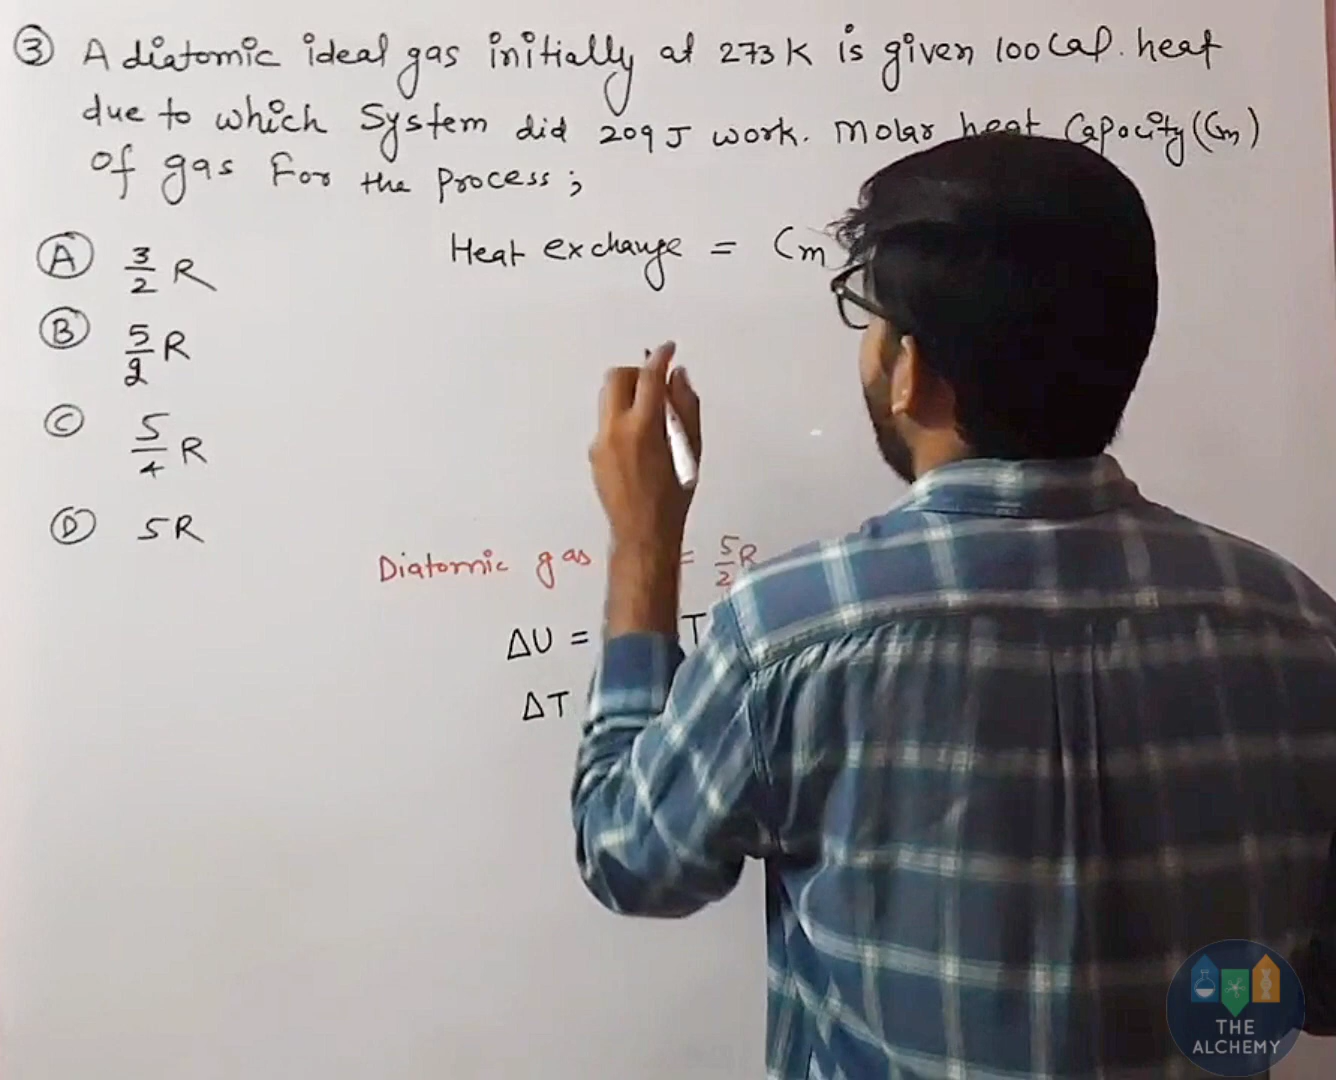 ③ A diatomic ideal gas initially at 273 K is given 100 Cal. heat
due to which System did 209 J work. Molar heat Capacity (Cm)
of gas For the Process ;
Ⓐ 3/2 R
Heat exchange = Cm
Ⓑ 5/2 R
Ⓒ 5/4 R
Ⓓ 5R
Diatomic gas = 5/2 R
ΔU = T
ΔT
THE
ALCHEMY